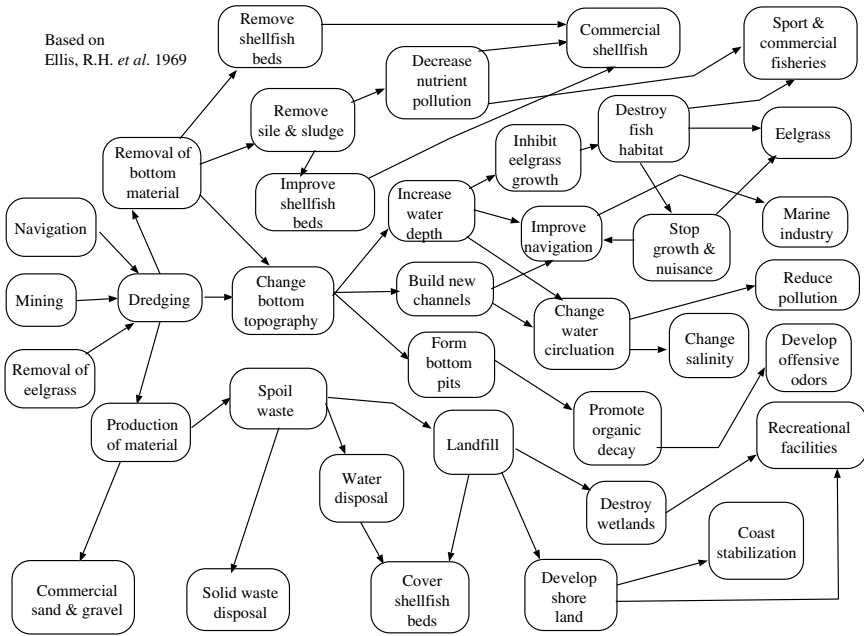 Based on
Ellis, R.H. et al. 1969
Remove
shellfish
beds
Commercial
shellfish
Sport &
commercial
fisheries
Decrease
nutrient
pollution
Remove
sile & sludge
Destroy
fish
habitat
Eelgrass
Inhibit
eelgrass
growth
Removal of
bottom
material
Improve
shellfish
beds
Increase
water
depth
Improve
navigation
Stop
growth &
nuisance
Marine
industry
Navigation
Mining
Dredging
Change
bottom
topography
Build new
channels
Reduce
pollution
Change
water
circluation
Change
salinity
Develop
offensive
odors
Removal of
eelgrass
Form
bottom
pits
Spoil
waste
Production
of material
Landfill
Promote
organic
decay
Recreational
facilities
Water
disposal
Destroy
wetlands
Coast
stabilization
Commercial
sand & gravel
Solid waste
disposal
Cover
shellfish
beds
Develop
shore
land